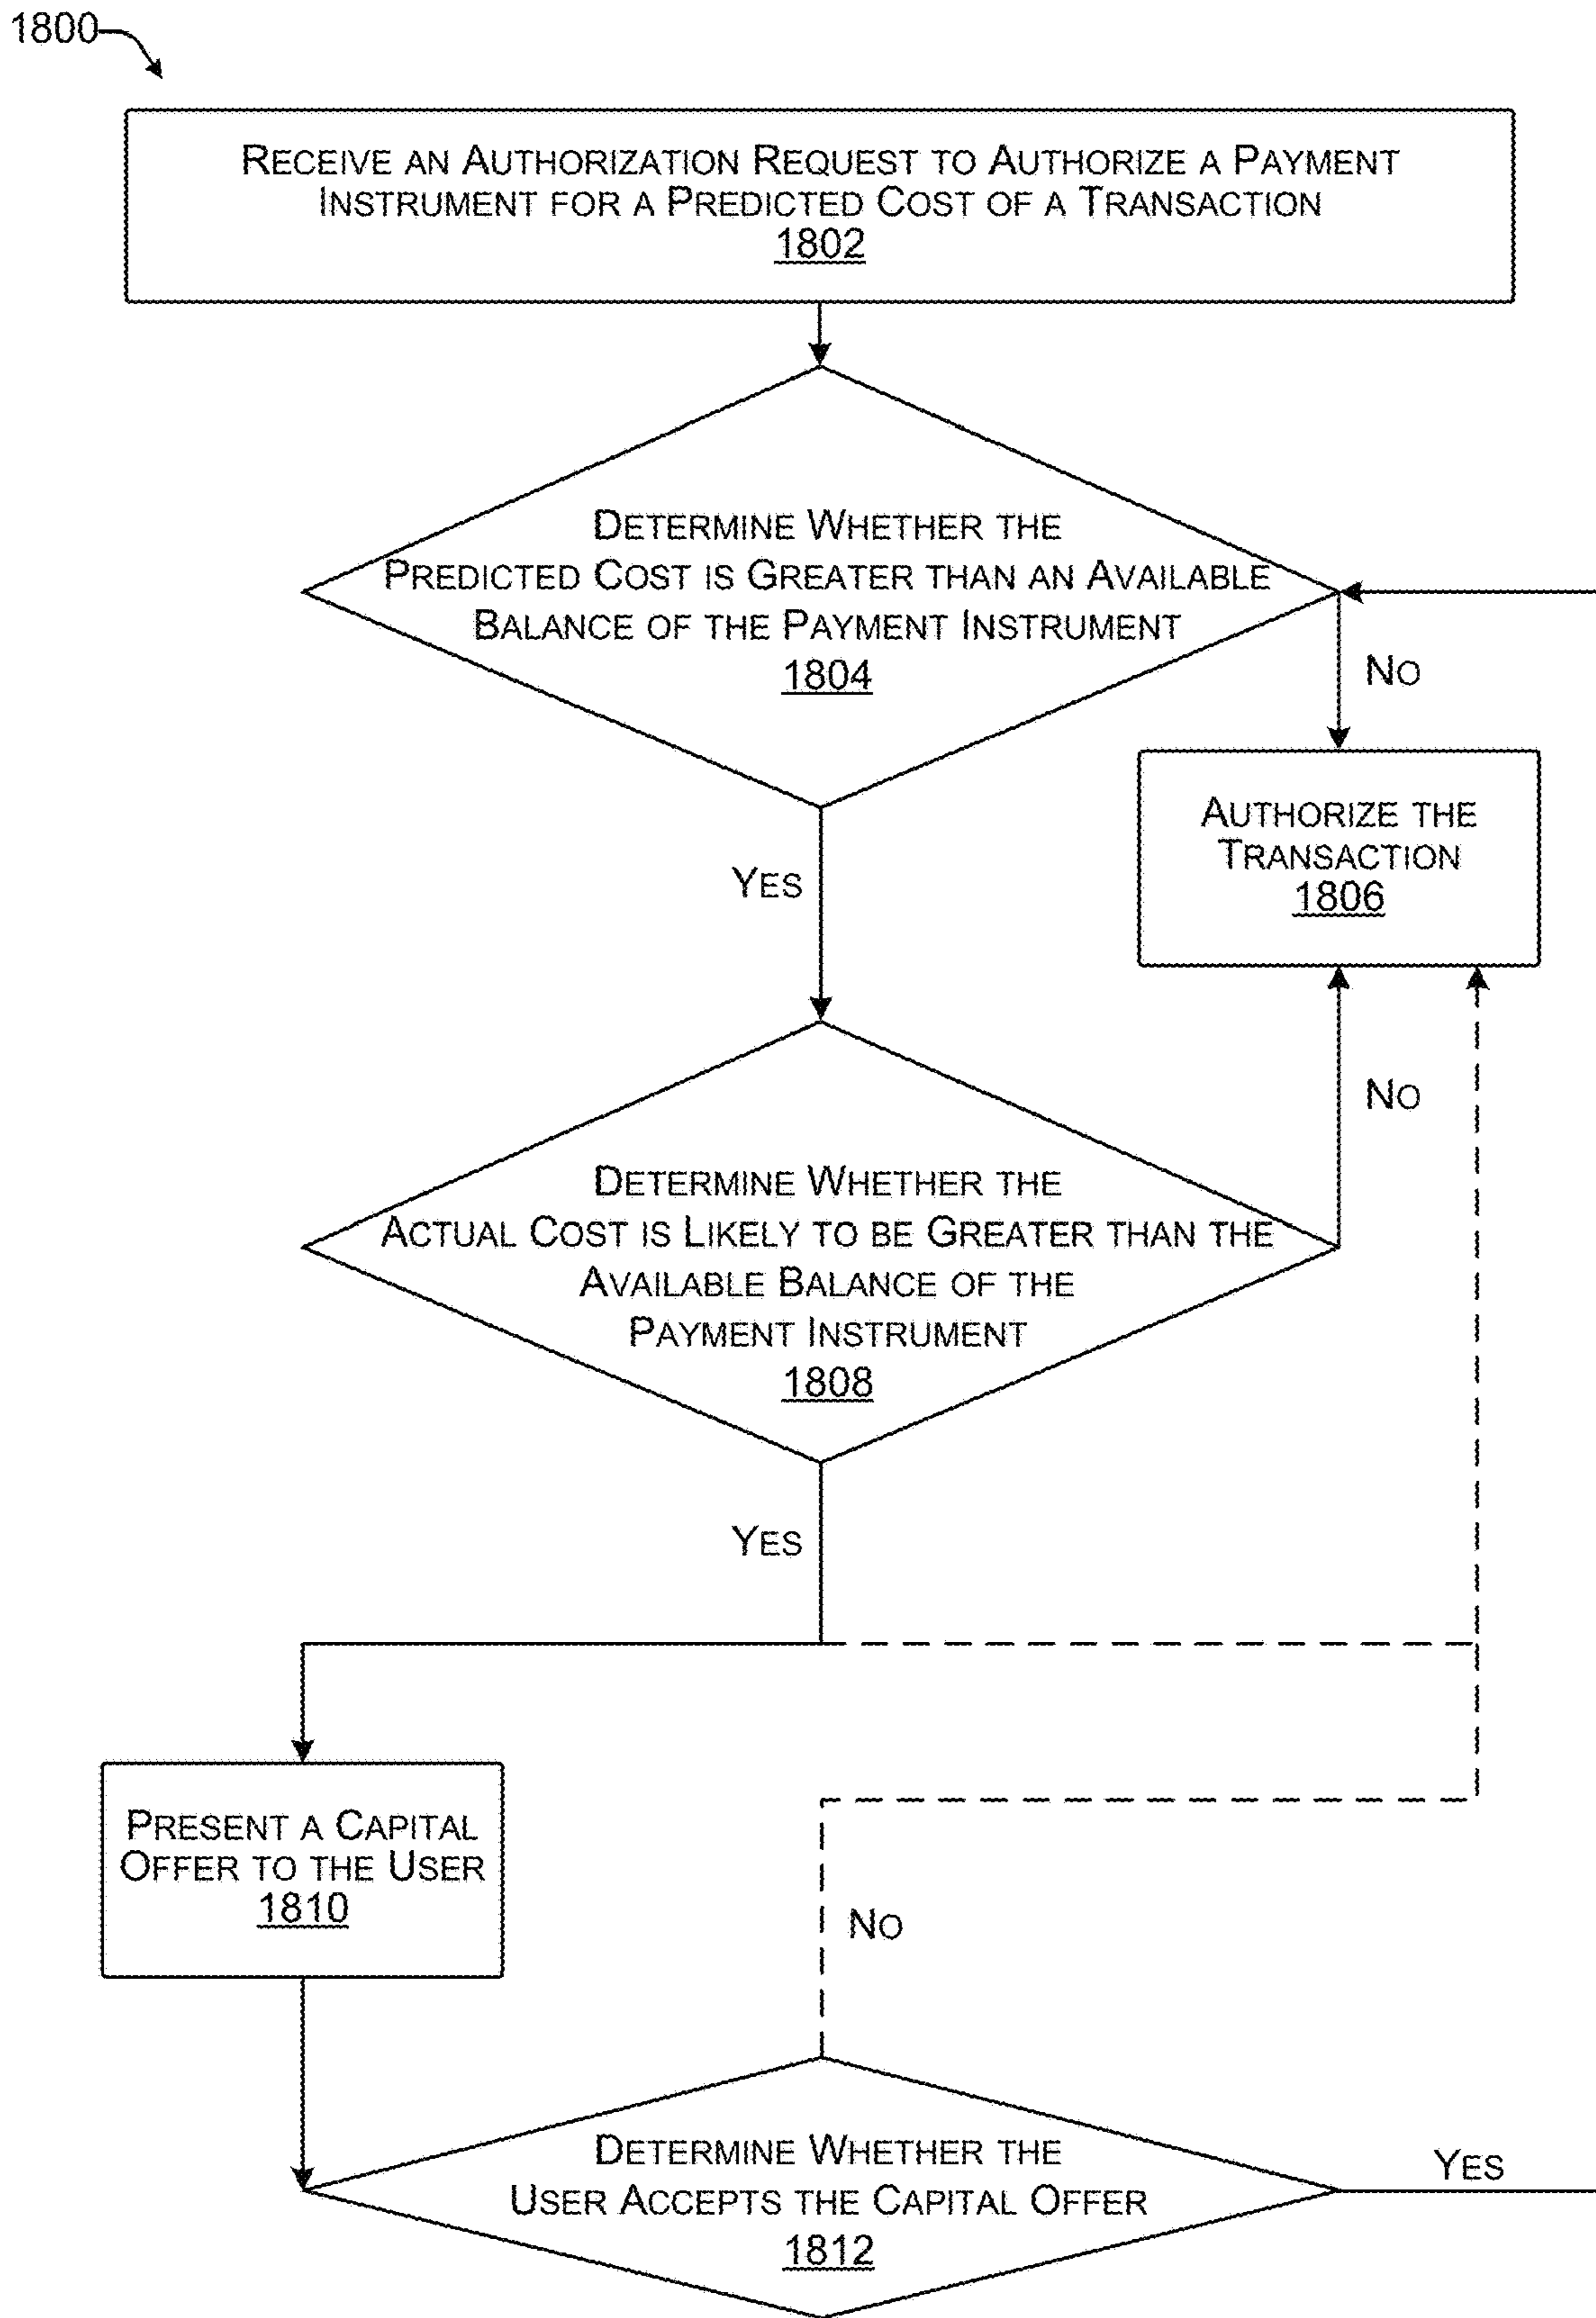 1800
RECEIVE AN AUTHORIZATION REQUEST TO AUTHORIZE A PAYMENT
INSTRUMENT FOR A PREDICTED COST OF A TRANSACTION
1802
DETERMINE WHETHER THE
PREDICTED COST IS GREATER THAN AN AVAILABLE
BALANCE OF THE PAYMENT INSTRUMENT
1804
NO
AUTHORIZE THE
TRANSACTION
1806
YES
NO
DETERMINE WHETHER THE
ACTUAL COST IS LIKELY TO BE GREATER THAN THE
AVAILABLE BALANCE OF THE
PAYMENT INSTRUMENT
1808
YES
PRESENT A CAPITAL
OFFER TO THE USER
1810
NO
DETERMINE WHETHER THE
USER ACCEPTS THE CAPITAL OFFER
1812
YES